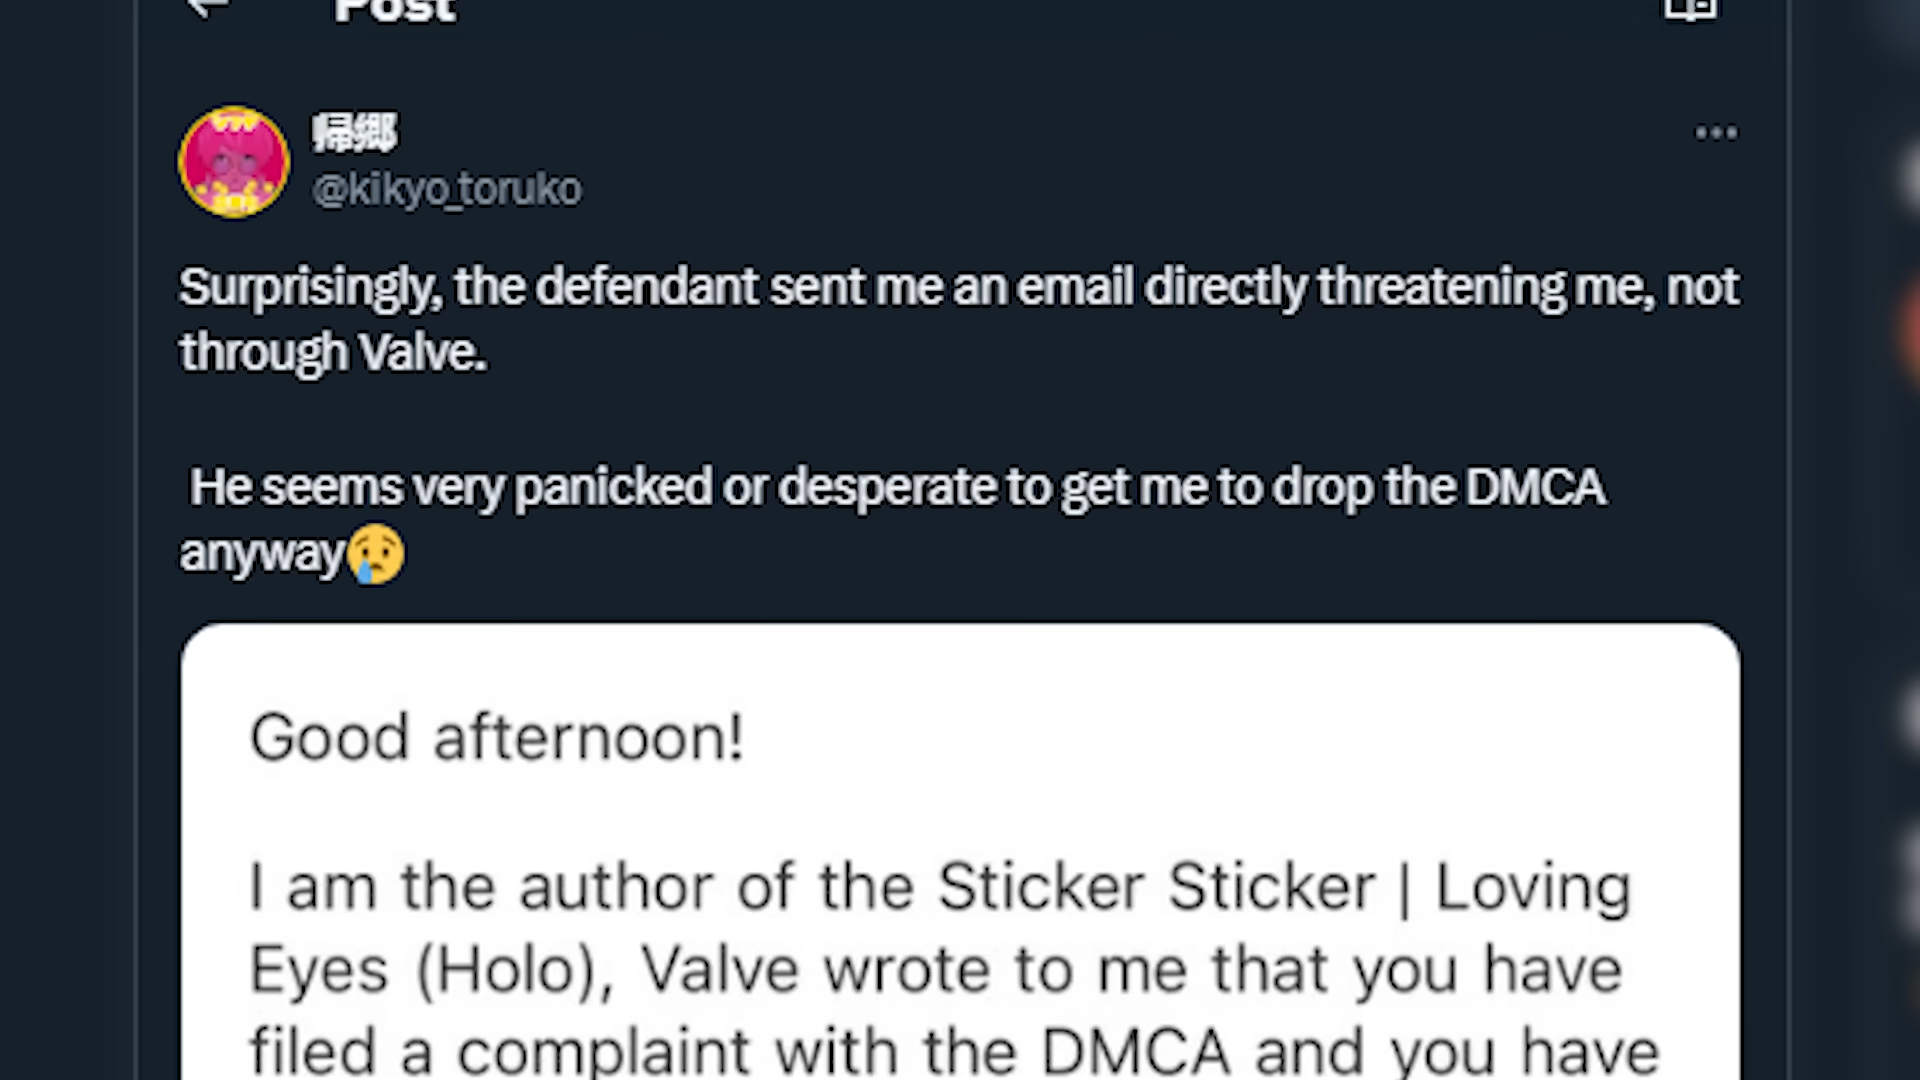 Post
帰郷
@kikyo_toruko
Surprisingly, the defendant sent me an email directly threatening me, not
through Valve.
He seems very panicked or desperate to get me to drop the DMCA
anyway😢
Good afternoon!
I am the author of the Sticker Sticker | Loving
Eyes (Holo), Valve wrote to me that you have
filed a complaint with the DMCA and you have